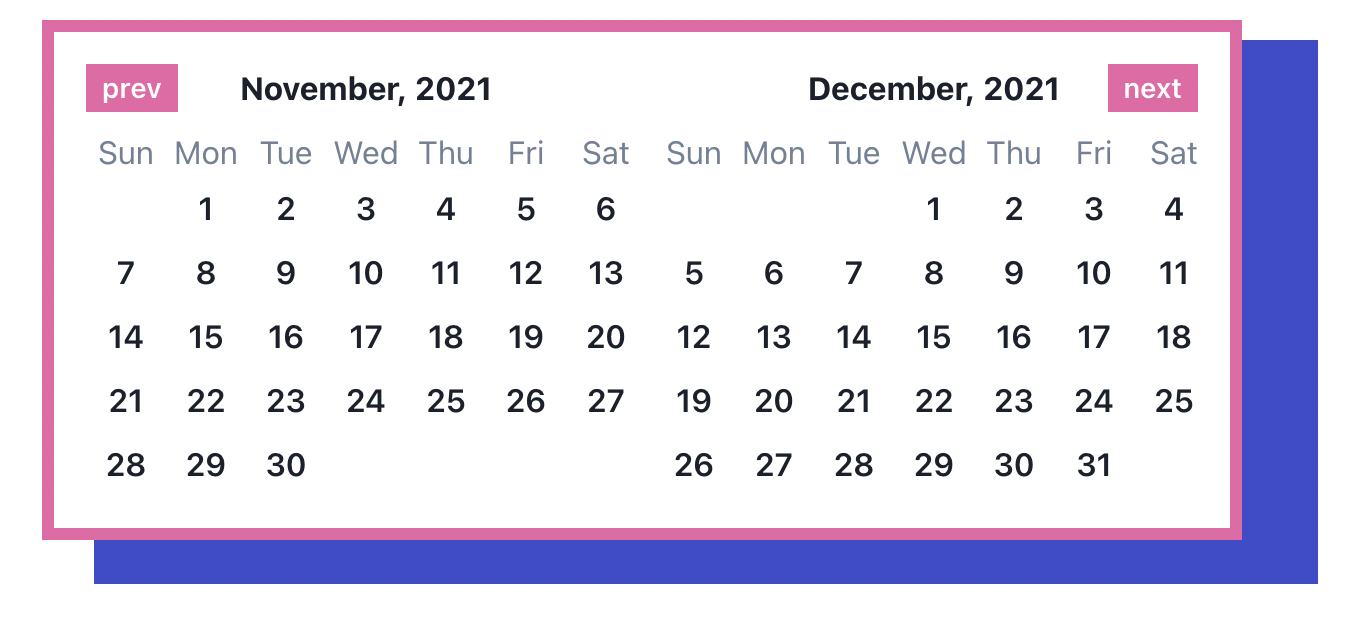 prev November, 2021 December, 2021 next
Sun Mon Tue Wed Thu Fri Sat Sun Mon Tue Wed Thu Fri Sat
1 2 3 4 5 6 1 2 3 4
7 8 9 10 11 12 13 5 6 7 8 9 10 11
14 15 16 17 18 19 20 12 13 14 15 16 17 18
21 22 23 24 25 26 27 19 20 21 22 23 24 25
28 29 30 26 27 28 29 30 31